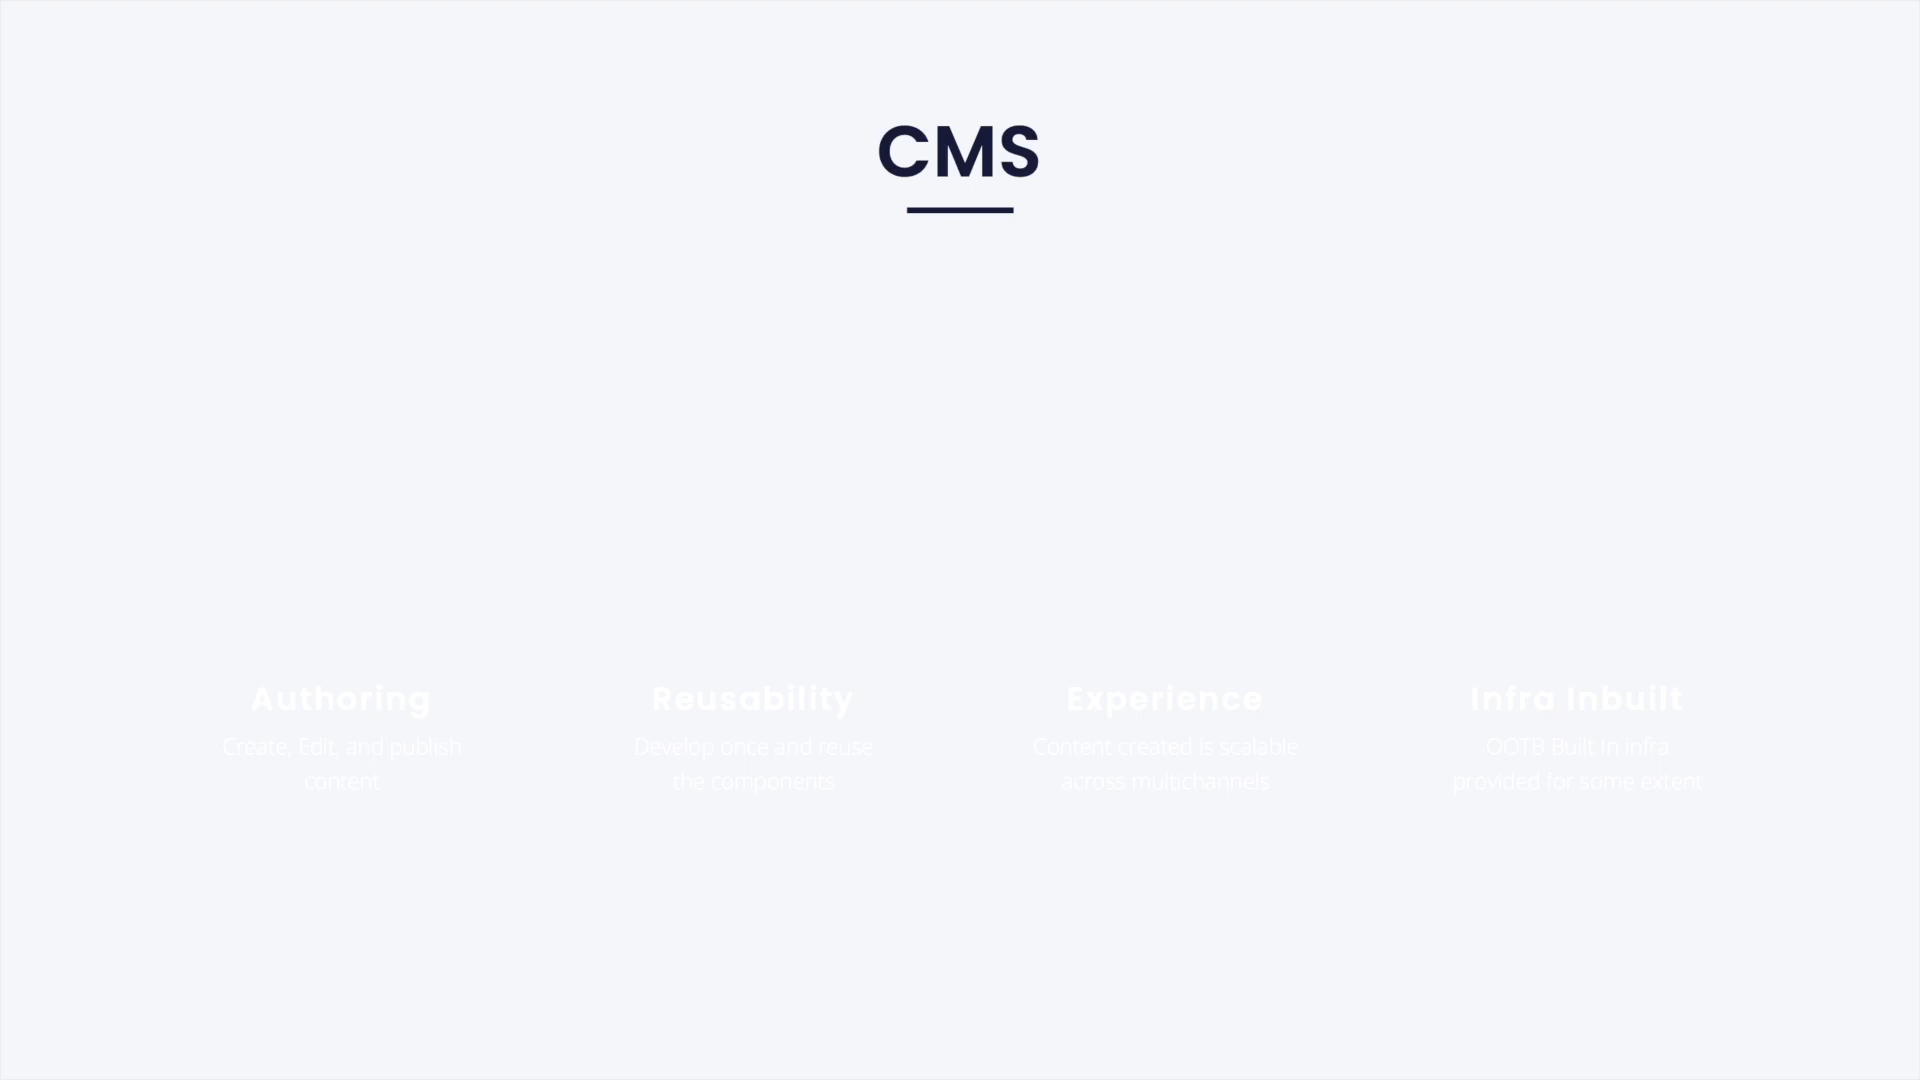 CMS
Authoring
Create, Edit, and publish
content
Reusability
Develop once and reuse
the components
Experience
Content created is scalable
across multichannels
Infra Inbuilt
OOTB Built In infra
provided for some extent